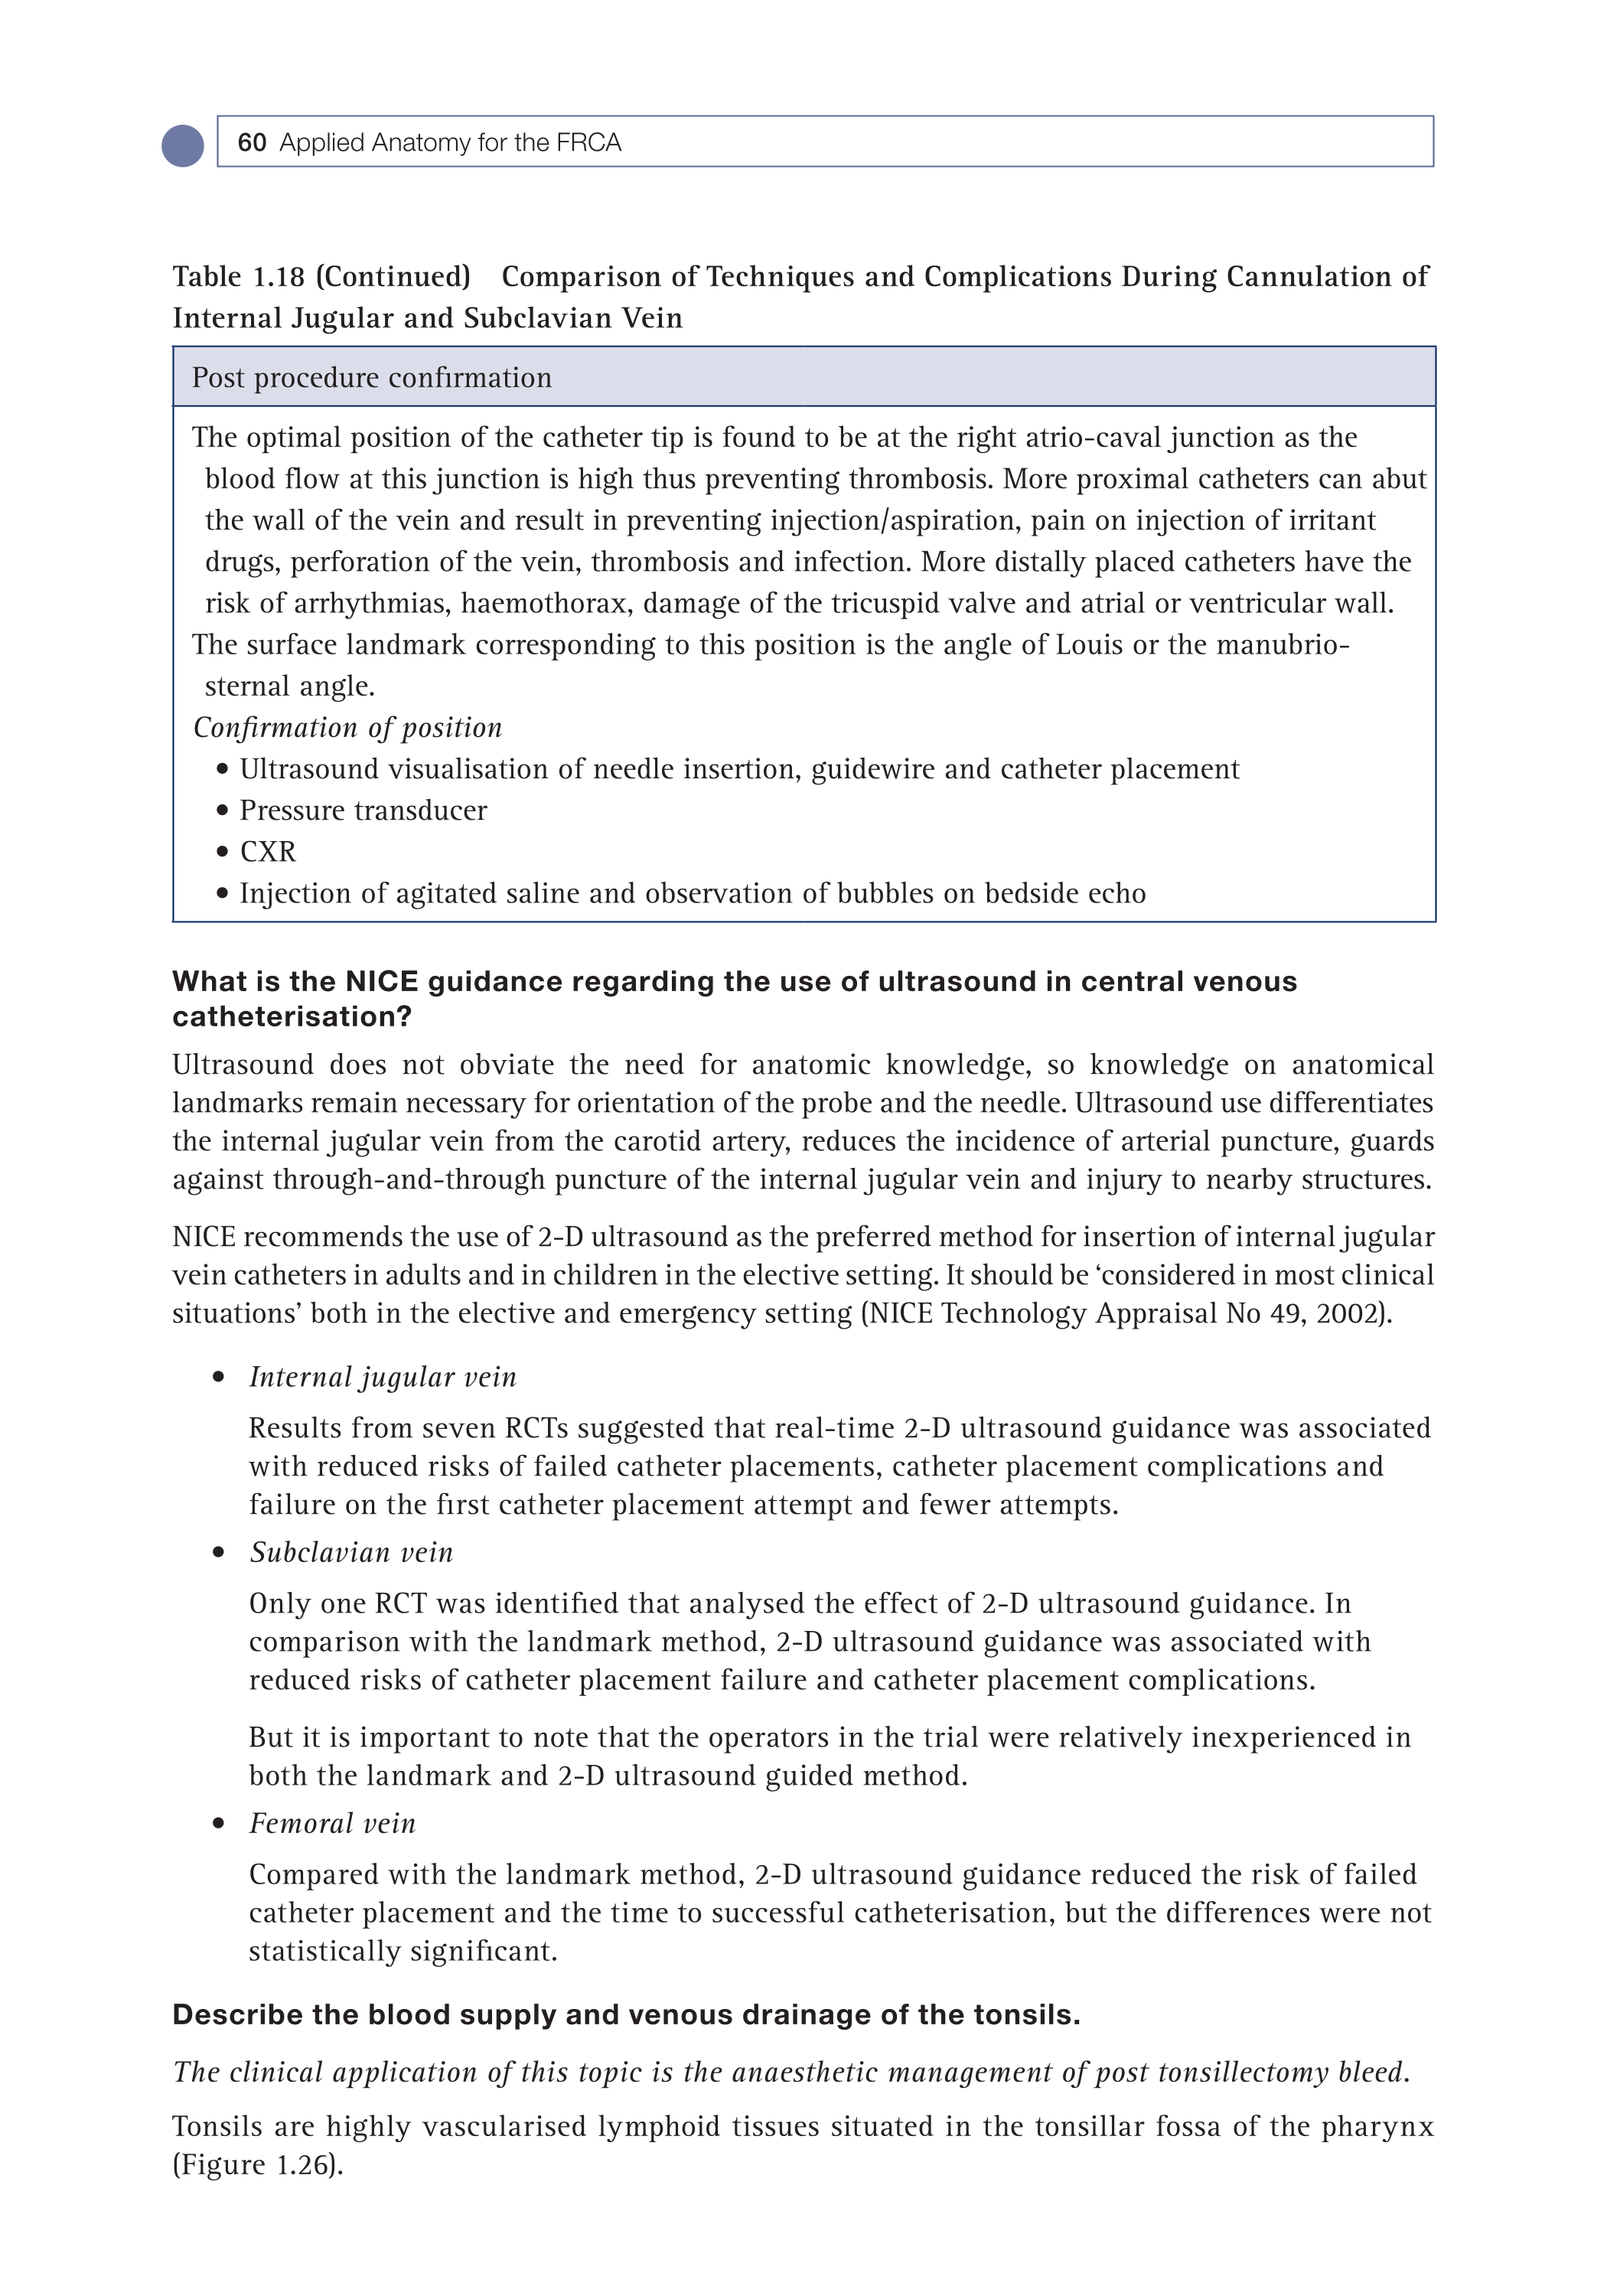 60 Applied Anatomy for the FRCA
Table 1.18 (Continued) Comparison of Techniques and Complications During Cannulation of
Internal Jugular and Subclavian Vein
Post procedure confirmation
The optimal position of the catheter tip is found to be at the right atrio-caval junction as the
blood flow at this junction is high thus preventing thrombosis. More proximal catheters can abut
the wall of the vein and result in preventing injection/aspiration, pain on injection of irritant
drugs, perforation of the vein, thrombosis and infection. More distally placed catheters have the
risk of arrhythmias, haemothorax, damage of the tricuspid valve and atrial or ventricular wall.
The surface landmark corresponding to this position is the angle of Louis or the manubrio-
sternal angle.
Confirmation of position
• Ultrasound visualisation of needle insertion, guidewire and catheter placement
• Pressure transducer
• CXR
• Injection of agitated saline and observation of bubbles on bedside echo
What is the NICE guidance regarding the use of ultrasound in central venous
catheterisation?
Ultrasound does not obviate the need for anatomic knowledge, so knowledge on anatomical
landmarks remain necessary for orientation of the probe and the needle. Ultrasound use differentiates
the internal jugular vein from the carotid artery, reduces the incidence of arterial puncture, guards
against through-and-through puncture of the internal jugular vein and injury to nearby structures.
NICE recommends the use of 2-D ultrasound as the preferred method for insertion of internal jugular
vein catheters in adults and in children in the elective setting. It should be ‘considered in most clinical
situations’ both in the elective and emergency setting (NICE Technology Appraisal No 49, 2002).
• Internal jugular vein
Results from seven RCTs suggested that real-time 2-D ultrasound guidance was associated
with reduced risks of failed catheter placements, catheter placement complications and
failure on the first catheter placement attempt and fewer attempts.
• Subclavian vein
Only one RCT was identified that analysed the effect of 2-D ultrasound guidance. In
comparison with the landmark method, 2-D ultrasound guidance was associated with
reduced risks of catheter placement failure and catheter placement complications.
But it is important to note that the operators in the trial were relatively inexperienced in
both the landmark and 2-D ultrasound guided method.
• Femoral vein
Compared with the landmark method, 2-D ultrasound guidance reduced the risk of failed
catheter placement and the time to successful catheterisation, but the differences were not
statistically significant.
Describe the blood supply and venous drainage of the tonsils.
The clinical application of this topic is the anaesthetic management of post tonsillectomy bleed.
Tonsils are highly vascularised lymphoid tissues situated in the tonsillar fossa of the pharynx
(Figure 1.26).